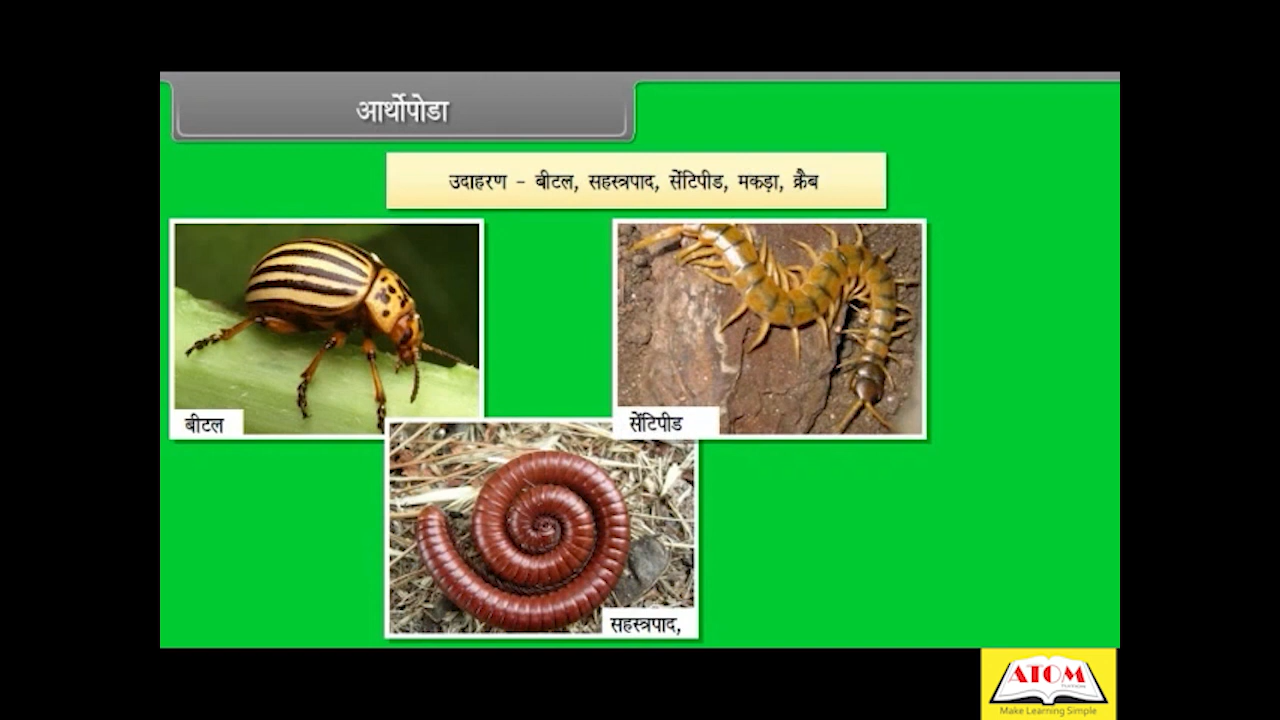 आर्थोपोडा
उदाहरण - बीटल, सहस्त्रपाद, सेंटिपीड, मकड़ा, क्रैब
बीटल
सेंटिपीड
सहस्त्रपाद,
ATOM
Make Learning Simple